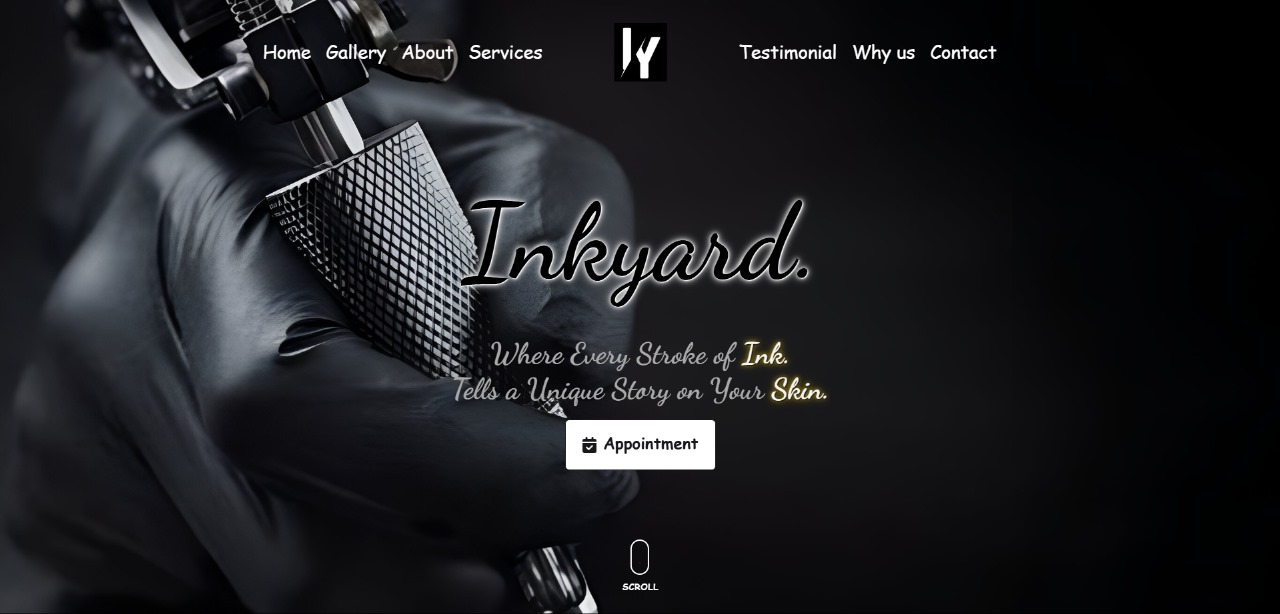 Home Gallery About Services IY Testimonial Why us Contact
Inkyard.
Where Every Stroke of Ink.
Tells a Unique Story on Your Skin.
Appointment
SCROLL